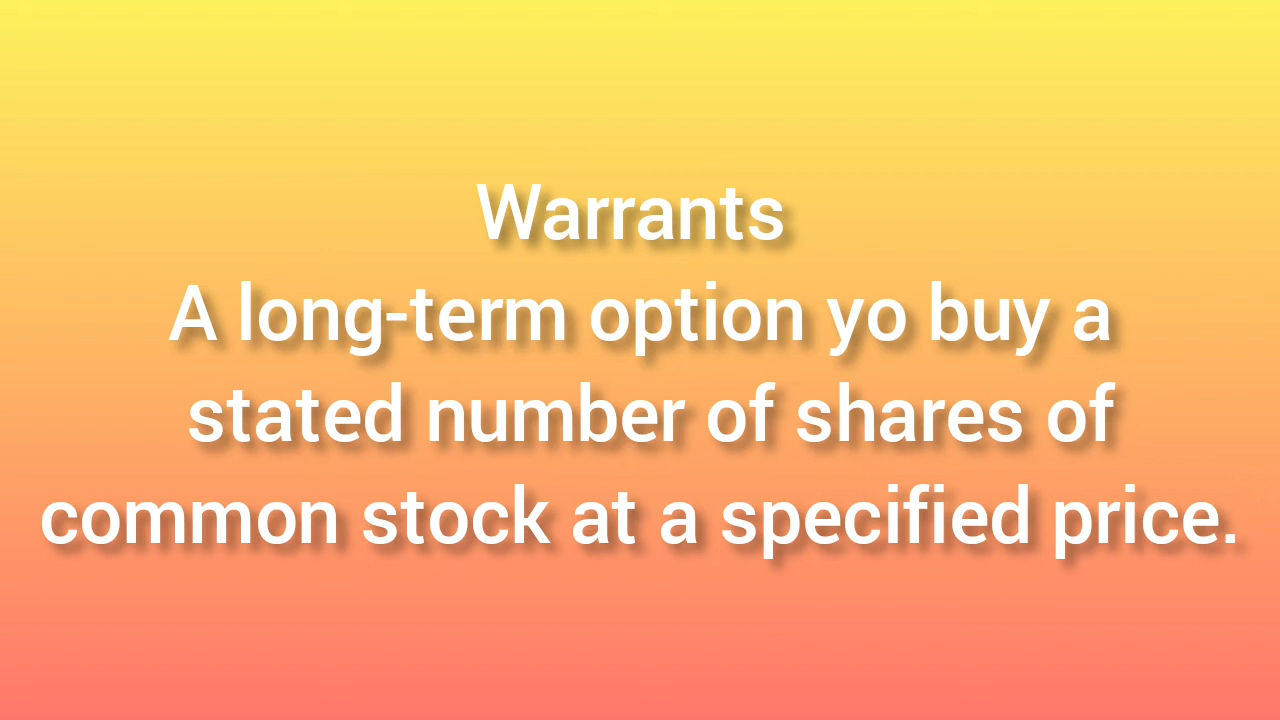 Warrants
A long-term option yo buy a
stated number of shares of
common stock at a specified price.